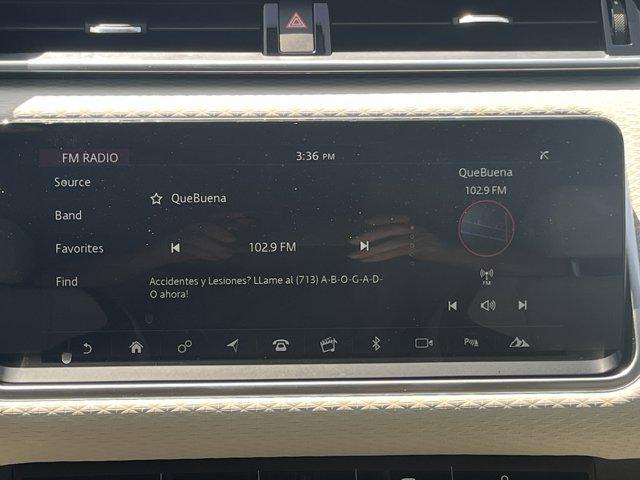 FM RADIO
3:36 PM
Source
Band
Favorites
Find
QueBuena
102.9 FM
Accidentes y Lesiones? LLame al (713) A-B-O-G-A-D-
O ahora!
QueBuena
102.9 FM
FM
P